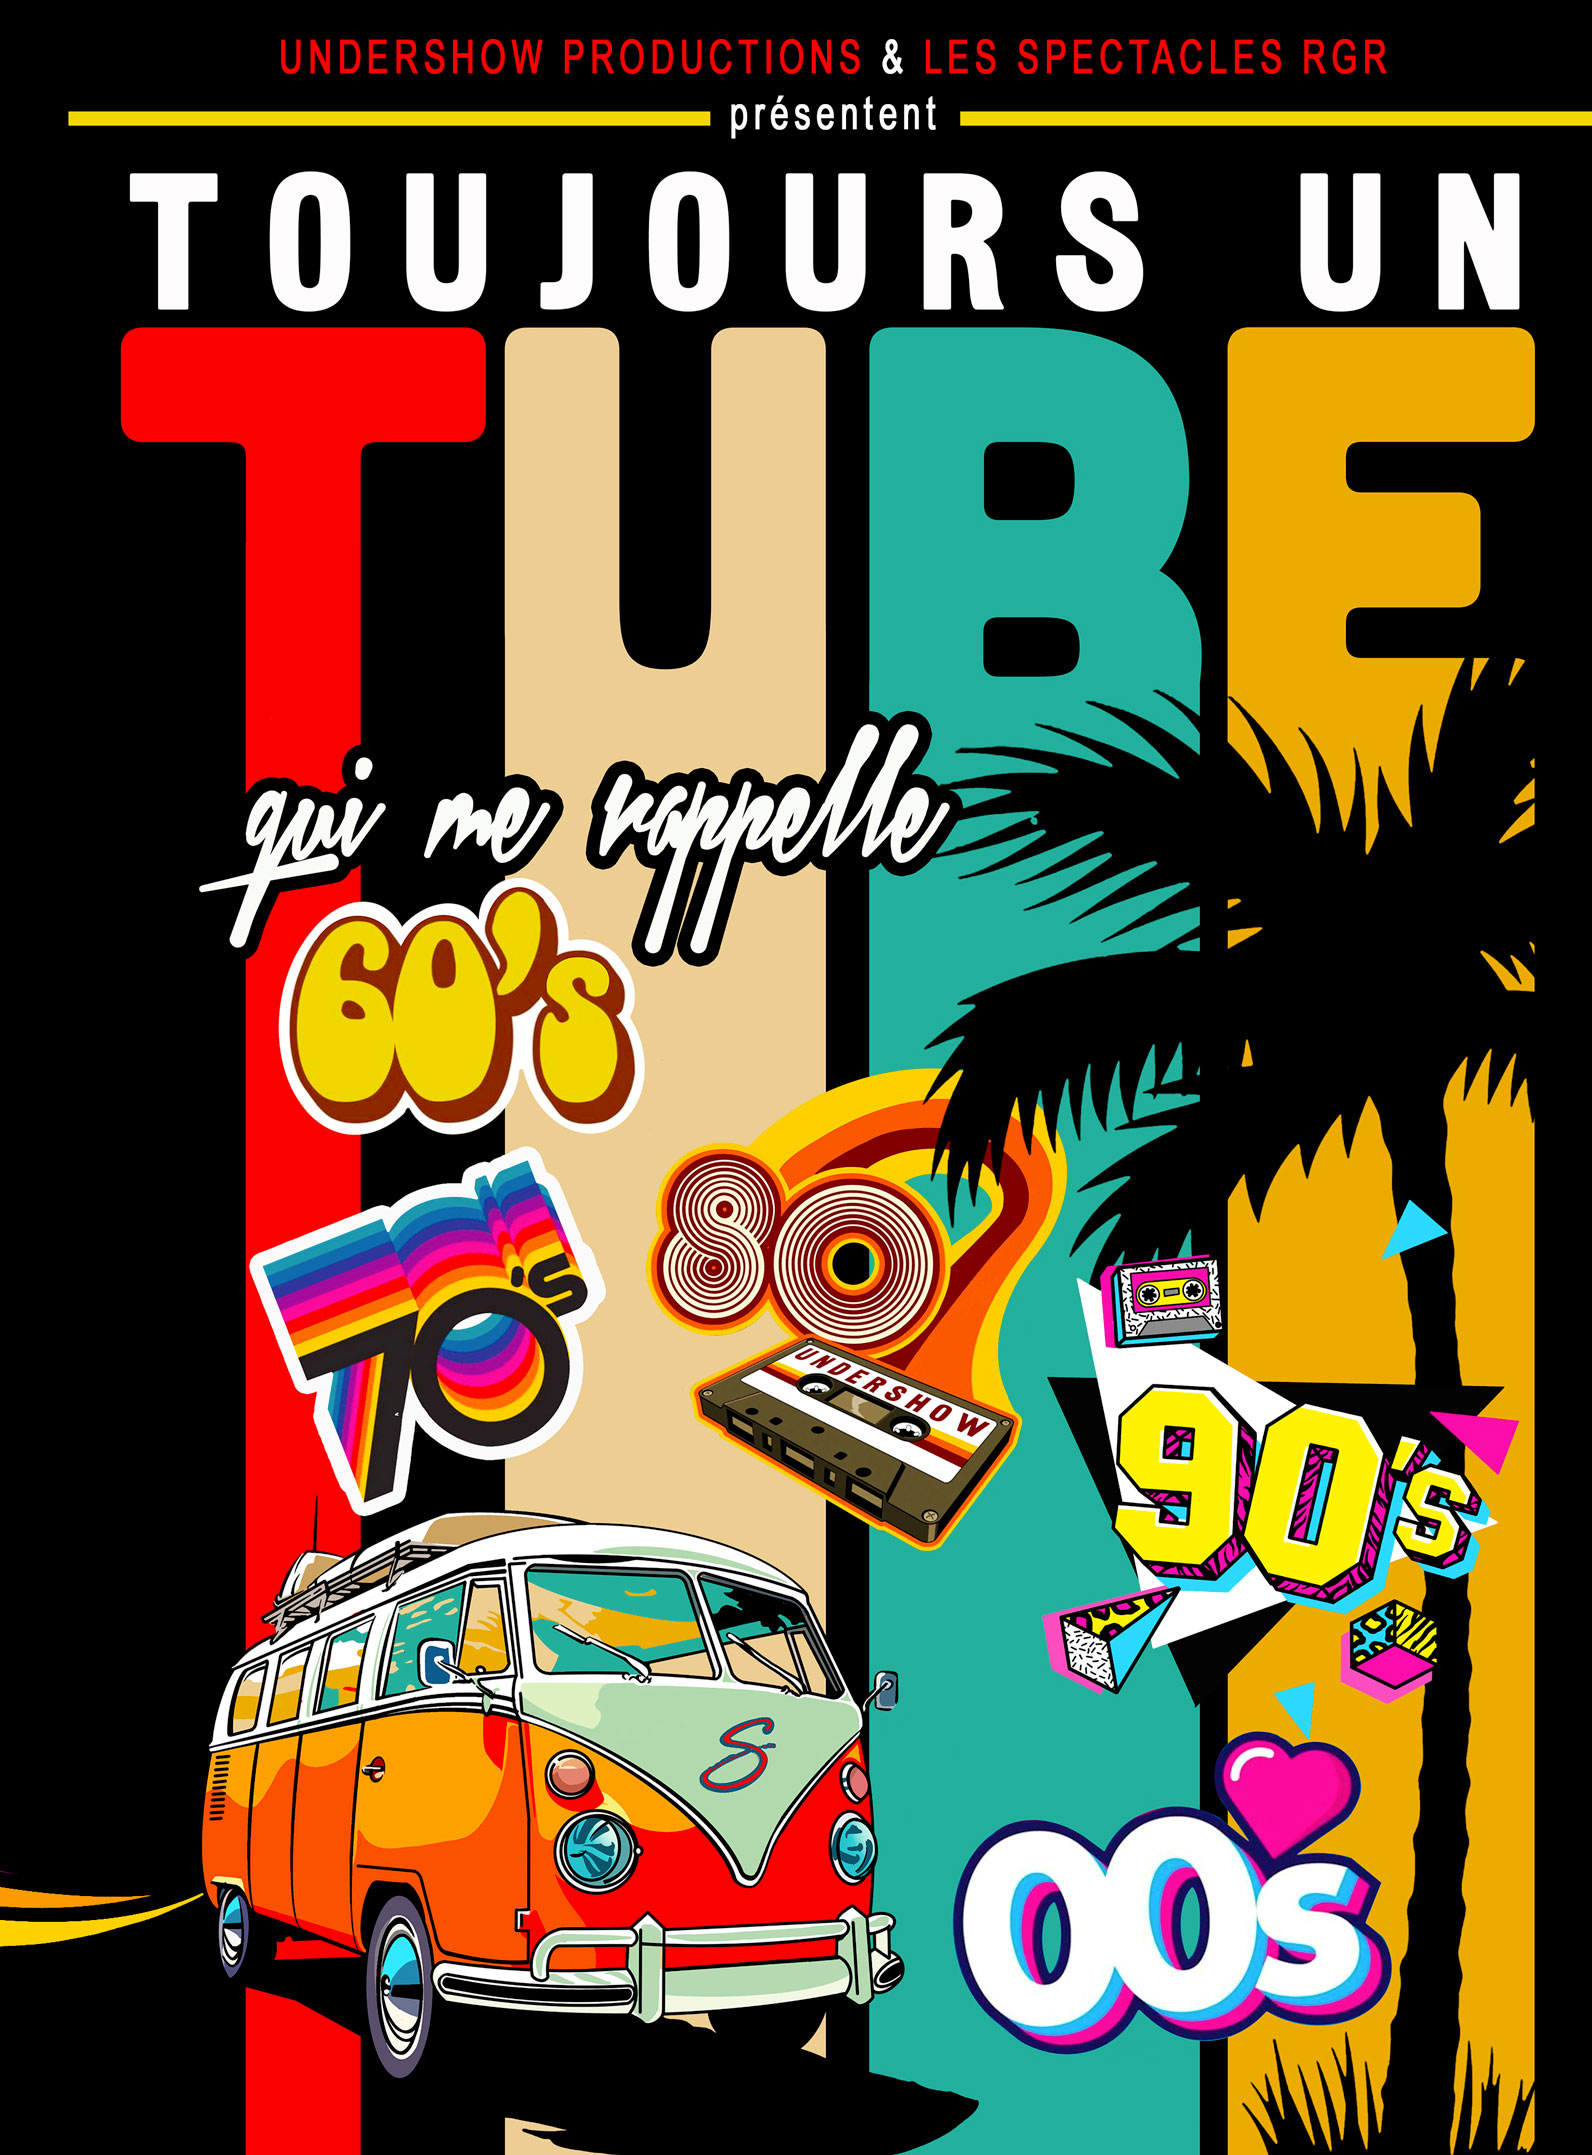 UNDERSHOW PRODUCTIONS & LES SPECTACLES RGR
présentent
TOUJOURS UN
TUBE
qui me rappelle
60's
70's
80
UNDERSHOW
90's
S
00s